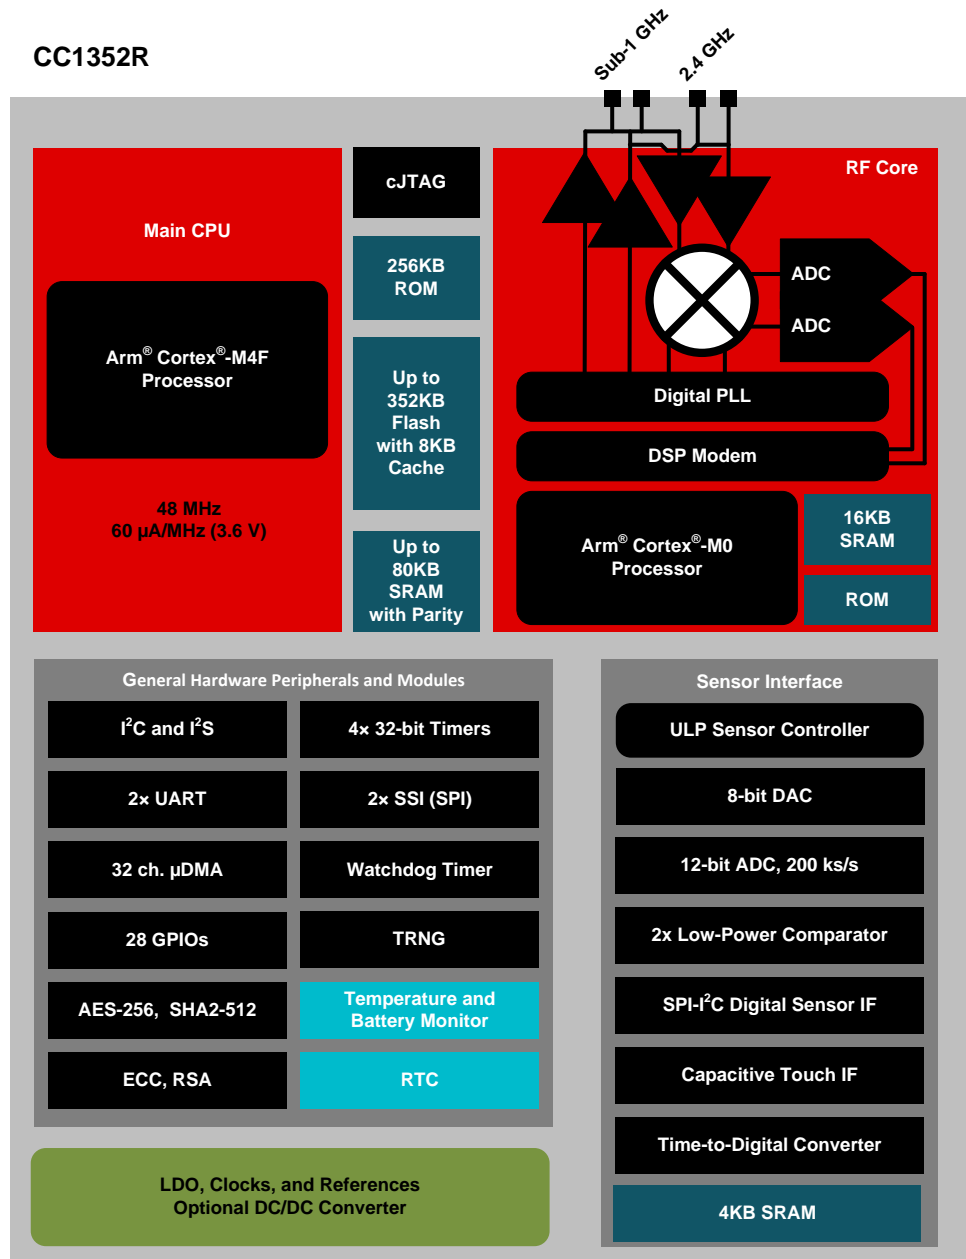 CC1352R
Sub-1 GHz
2.4 GHz
Main CPU
Arm® Cortex®-M4F
Processor
48 MHz
60 µA/MHz (3.6 V)
cJTAG
256KB
ROM
Up to
352KB
Flash
with 8KB
Cache
Up to
80KB
SRAM
with Parity
RF Core
ADC
ADC
Digital PLL
DSP Modem
Arm® Cortex®-M0
Processor
16KB
SRAM
ROM
General Hardware Peripherals and Modules
I²C and I²S
4× 32-bit Timers
2× UART
2× SSI (SPI)
32 ch. µDMA
Watchdog Timer
28 GPIOs
TRNG
AES-256, SHA2-512
Temperature and
Battery Monitor
ECC, RSA
RTC
LDO, Clocks, and References
Optional DC/DC Converter
Sensor Interface
ULP Sensor Controller
8-bit DAC
12-bit ADC, 200 ks/s
2x Low-Power Comparator
SPI-I²C Digital Sensor IF
Capacitive Touch IF
Time-to-Digital Converter
4KB SRAM